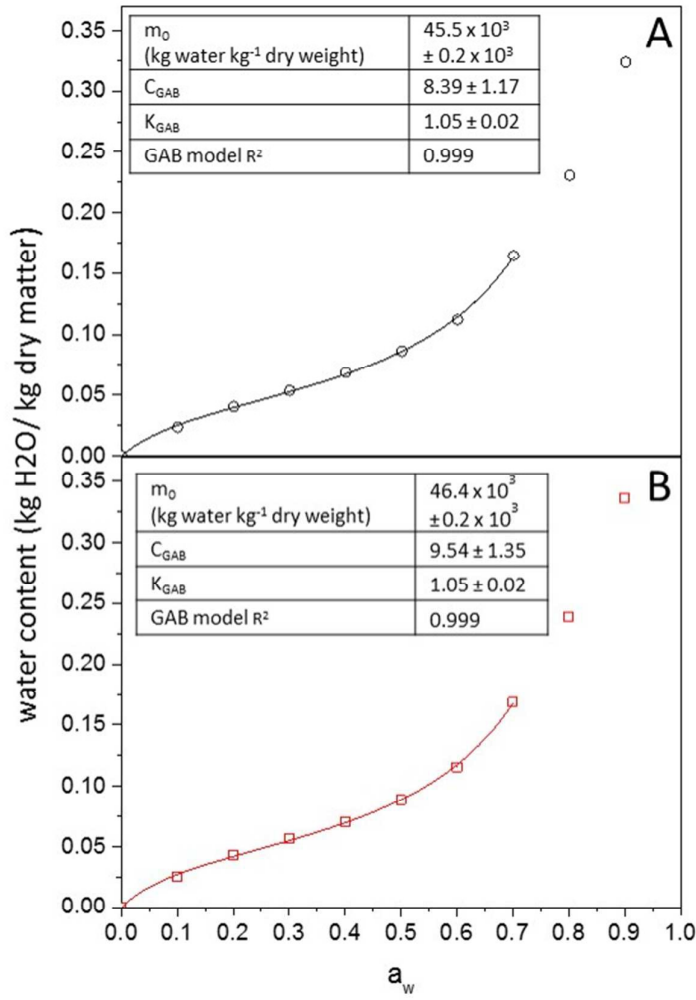 A
m₀
(kg water kg⁻¹ dry weight)
45.5 x 10³
± 0.2 x 10³
C_GAB
8.39 ± 1.17
K_GAB
1.05 ± 0.02
GAB model R²
0.999
0.35
0.30
0.25
0.20
0.15
0.10
0.05
0.00
B
m₀
(kg water kg⁻¹ dry weight)
46.4 x 10³
± 0.2 x 10³
C_GAB
9.54 ± 1.35
K_GAB
1.05 ± 0.02
GAB model R²
0.999
0.35
0.30
0.25
0.20
0.15
0.10
0.05
0.00
0.0 0.1 0.2 0.3 0.4 0.5 0.6 0.7 0.8 0.9 1.0
a_w
water content (kg H2O/ kg dry matter)